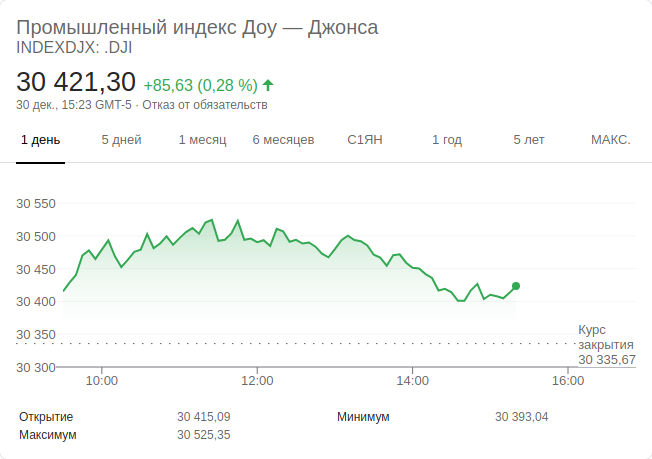 Промышленный индекс Доу — Джонса
INDEXDJX: .DJI
30 421,30 +85,63 (0,28 %)
30 дек., 15:23 GMT-5 · Отказ от обязательств
1 день 5 дней 1 месяц 6 месяцев С1ЯН 1 год 5 лет МАКС.
30 550
30 500
30 450
30 400
30 350
30 300
Курс
закрытия
30 335,67
10:00 12:00 14:00 16:00
Открытие 30 415,09 Минимум 30 393,04
Максимум 30 525,35